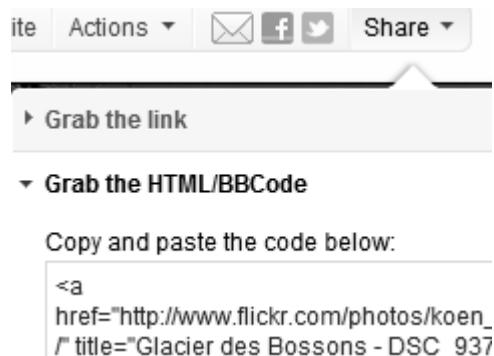 ite Actions Share
Grab the link
Grab the HTML/BBCode
Copy and paste the code below:
<a
href="http://www.flickr.com/photos/koen_
/" title="Glacier des Bossons - DSC_937